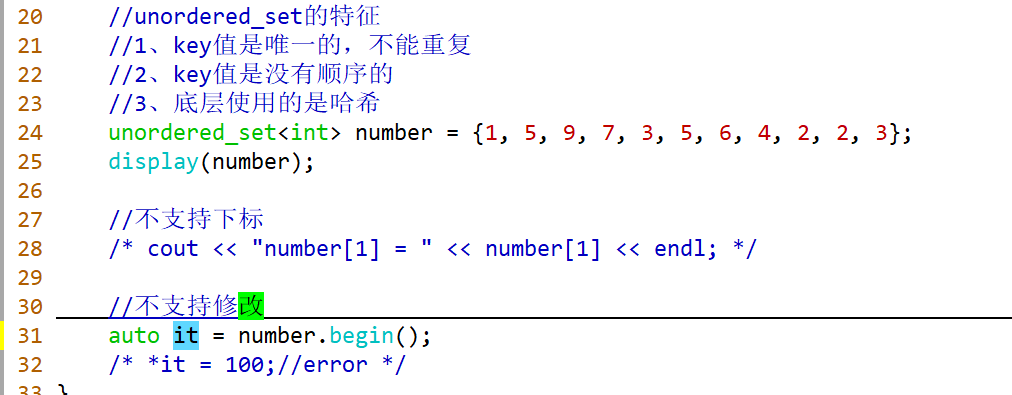 20 //unordered_set的特征
21 //1、key值是唯一的，不能重复
22 //2、key值是没有顺序的
23 //3、底层使用的是哈希
24 unordered_set<int> number = {1, 5, 9, 7, 3, 5, 6, 4, 2, 2, 3};
25 display(number);
26
27 //不支持下标
28 /* cout << "number[1] = " << number[1] << endl; */
29
30 //不支持修改
31 auto it = number.begin();
32 /* *it = 100;//error */
33 }